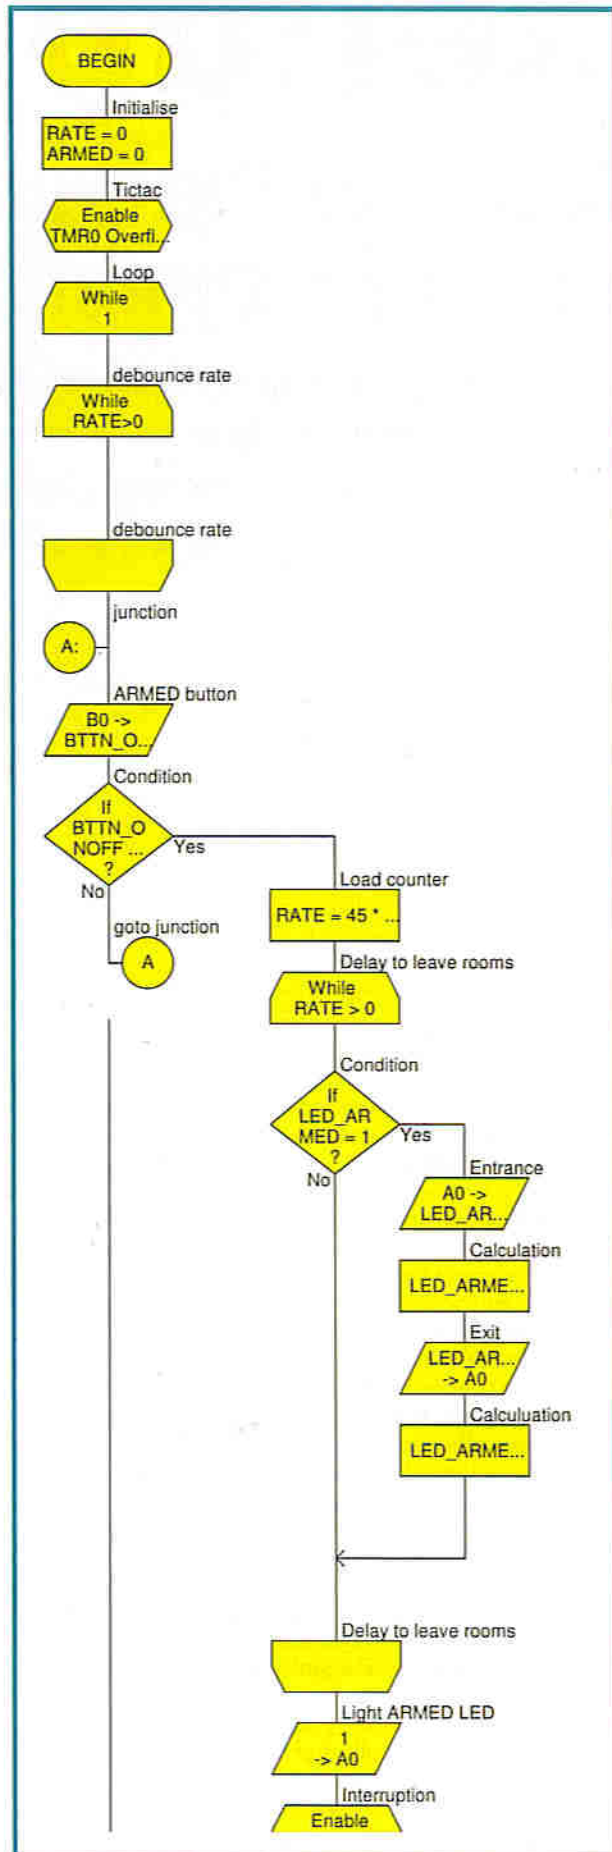 BEGIN
Initialise
RATE = 0
ARMED = 0
Tictac
Enable
TMR0 Overfl...
Loop
While
1
debounce rate
While
RATE>0
debounce rate
junction
A:
ARMED button
B0 ->
BTTN_O...
Condition
If
BTTN_O
NOFF ...
?
Yes
No
goto junction
A
Load counter
RATE = 45 * ...
Delay to leave rooms
While
RATE > 0
Condition
If
LED_AR
MED = 1
?
Yes
No
Entrance
A0 ->
LED_AR...
Calculation
LED_ARME...
Exit
LED_AR...
-> A0
Calculuation
LED_ARME...
Delay to leave rooms
Light ARMED LED
1
-> A0
Interruption
Enable